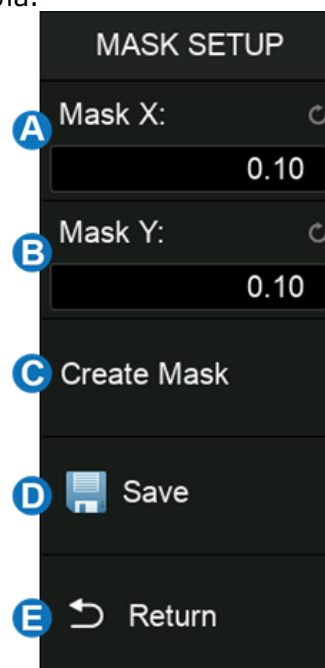 MASK SETUP
A
Mask X:
0.10
B
Mask Y:
0.10
C
Create Mask
D
Save
E
Return